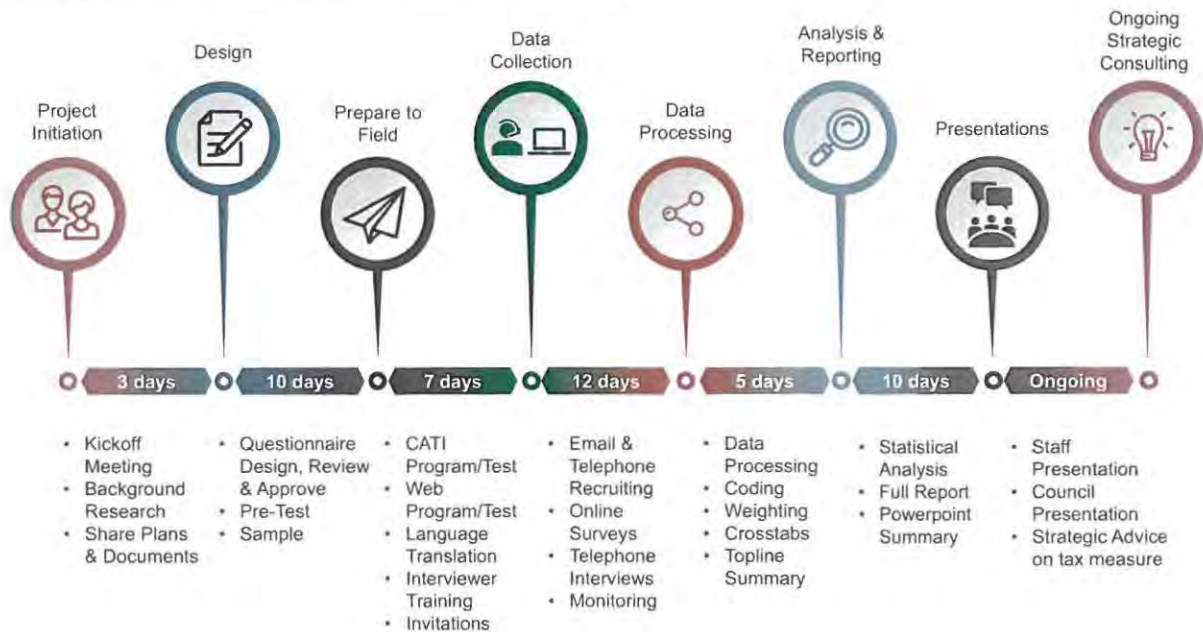 Project
Initiation
Design
Prepare to
Field
Data
Collection
Data
Processing
Analysis &
Reporting
Presentations
Ongoing
Strategic
Consulting
3 days
10 days
7 days
12 days
5 days
10 days
Ongoing
• Kickoff
Meeting
• Background
Research
• Share Plans
& Documents
• Questionnaire
Design, Review
& Approve
• Pre-Test
• Sample
• CATI
Program/Test
• Web
Program/Test
• Language
Translation
• Interviewer
Training
• Invitations
• Email &
Telephone
Recruiting
• Online
Surveys
• Telephone
Interviews
• Monitoring
• Data
Processing
• Coding
• Weighting
• Crosstabs
• Topline
Summary
• Statistical
Analysis
• Full Report
• Powerpoint
Summary
• Staff
Presentation
• Council
Presentation
• Strategic Advice
on tax measure